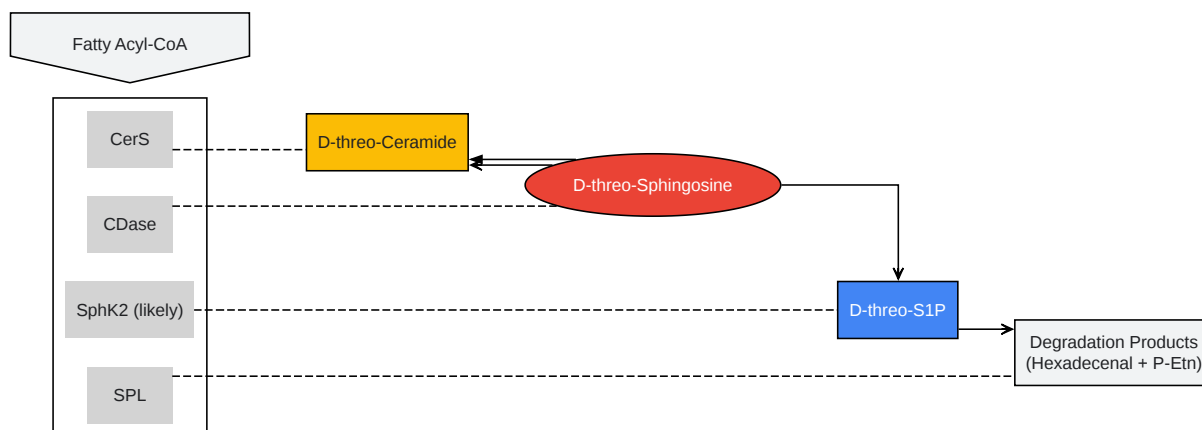 Fatty Acyl-CoA
CerS
D-threo-Ceramide
D-threo-Sphingosine
CDase
SphK2 (likely)
D-threo-S1P
Degradation Products
(Hexadecenal + P-Etn)
SPL